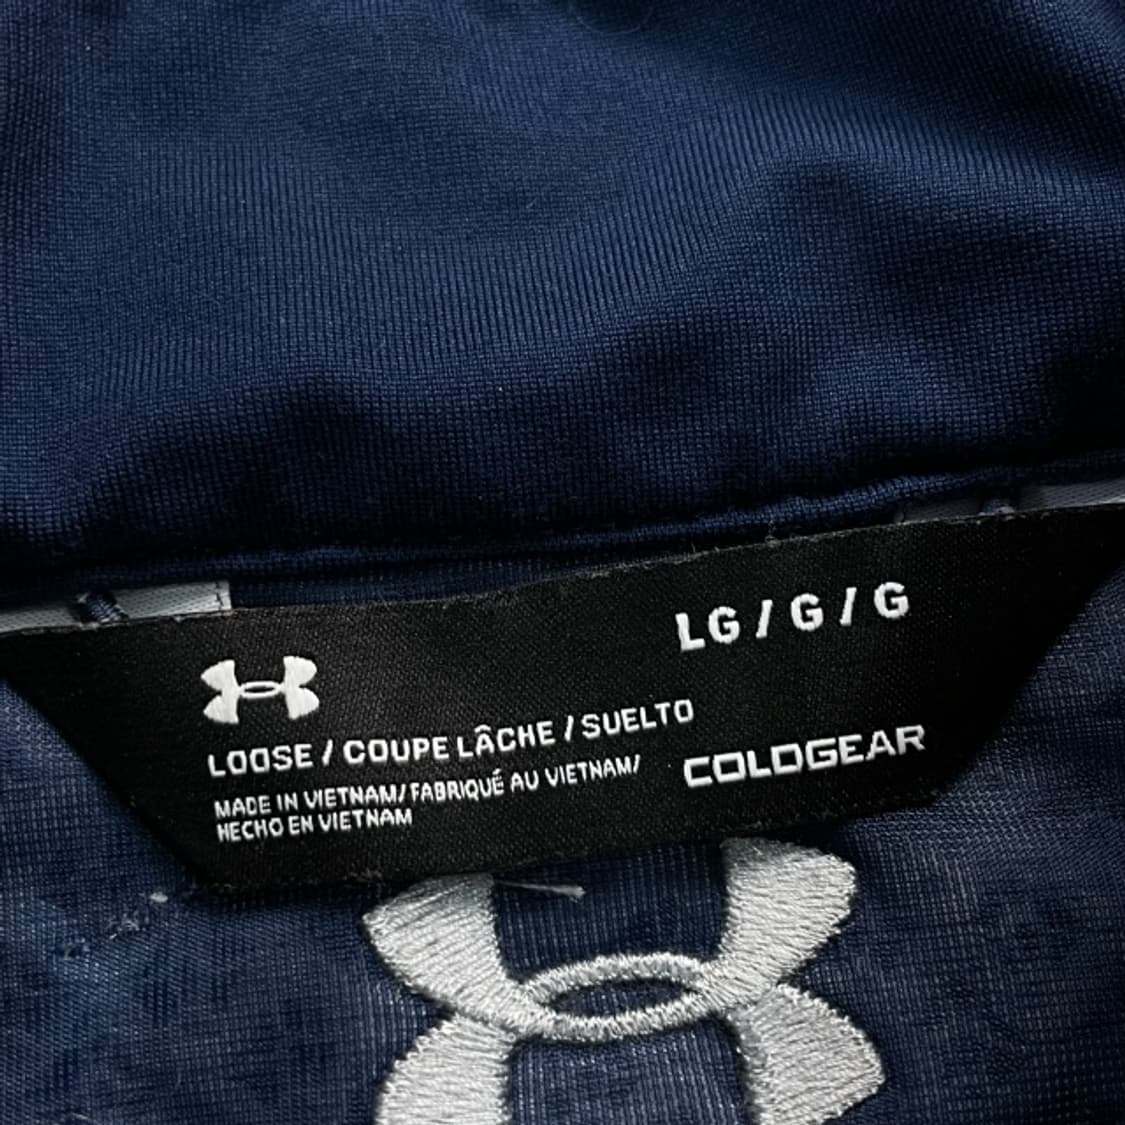 LG / G / G
LOOSE / COUPE LÂCHE / SUELTO
COLDGEAR
MADE IN VIETNAM/ FABRIQUÉ AU VIETNAM/
HECHO EN VIETNAM